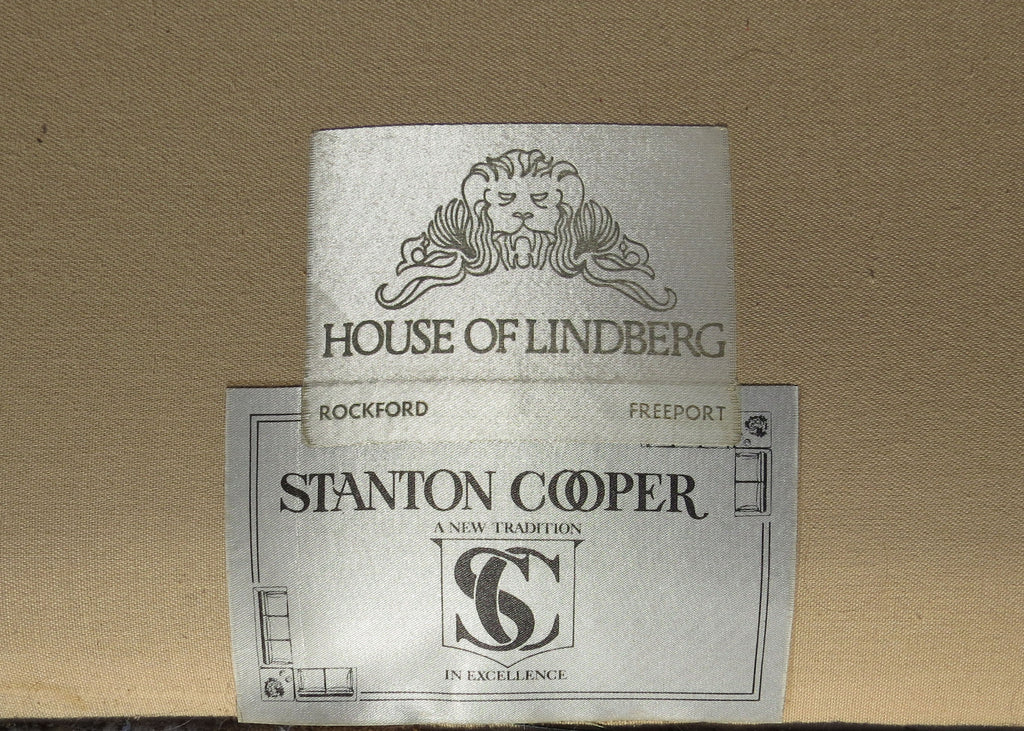 HOUSE OF LINDBERG
ROCKFORD FREEPORT
STANTON COOPER
A NEW TRADITION
SC
IN EXCELLENCE